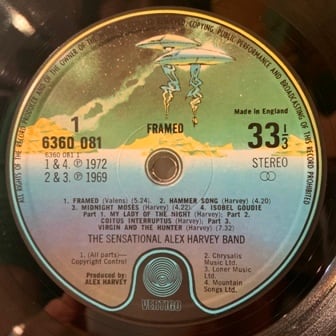 ALL RIGHTS OF THE RECORD PRODUCER AND OF THE OWNER OF THE RECORDED WORK RESERVED. COPYING, PUBLIC PERFORMANCE AND BROADCASTING OF THIS RECORD
Made in England
1
6360 081
FRAMED
33⅓
6360 081 1
1 & 4. ℗ 1972
2 & 3. ℗ 1969
STEREO
1. FRAMED (Valens) (5.24). 2. HAMMER SONG (Harvey) (4.20)
3. MIDNIGHT MOSES (Harvey) (4.22). 4. ISOBEL GOUDIE
Part 1. MY LADY OF THE NIGHT (Harvey); Part 2.
COITUS INTERRUPTUS (Harvey); Part 3.
VIRGIN AND THE HUNTER (Harvey) (7.32)
THE SENSATIONAL ALEX HARVEY BAND
1. (All parts)—
Copyright Control
2. Chrysalis
Music Ltd.
3. Loner Music
Ltd.
4. Mountain
Songs Ltd.
Produced by:
ALEX HARVEY
VERTIGO